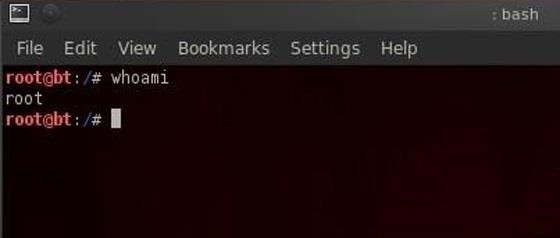 : bash
File Edit View Bookmarks Settings Help
root@bt:/# whoami
root
root@bt:/#